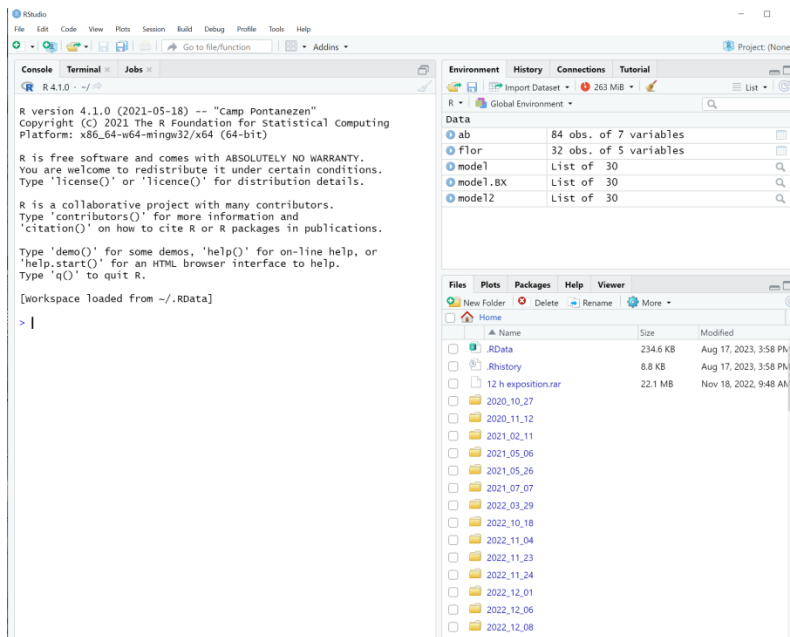 RStudio
File Edit Code View Plots Session Build Debug Profile Tools Help
Go to file/function Addins Project: (None
Console Terminal Jobs
R 4.1.0 · ~/
R version 4.1.0 (2021-05-18) -- "Camp Pontanezen"
Copyright (C) 2021 The R Foundation for Statistical Computing
Platform: x86_64-w64-mingw32/x64 (64-bit)
R is free software and comes with ABSOLUTELY NO WARRANTY.
You are welcome to redistribute it under certain conditions.
Type 'license()' or 'licence()' for distribution details.
R is a collaborative project with many contributors.
Type 'contributors()' for more information and
'citation()' on how to cite R or R packages in publications.
Type 'demo()' for some demos, 'help()' for on-line help, or
'help.start()' for an HTML browser interface to help.
Type 'q()' to quit R.
[Workspace loaded from ~/.RData]
>
Environment History Connections Tutorial
Import Dataset 263 MiB List
R Global Environment
Data
ab 84 obs. of 7 variables
flor 32 obs. of 5 variables
model List of 30
model.BX List of 30
model2 List of 30
Files Plots Packages Help Viewer
New Folder Delete Rename More
Home
Name Size Modified
.RData 234.6 KB Aug 17, 2023, 3:58 PM
.Rhistory 8.8 KB Aug 17, 2023, 3:58 PM
12 h exposition.rar 22.1 MB Nov 18, 2022, 9:48 AM
2020_10_27
2020_11_12
2021_02_11
2021_05_06
2021_05_26
2021_07_07
2022_03_29
2022_10_18
2022_11_04
2022_11_23
2022_11_24
2022_12_01
2022_12_06
2022_12_08